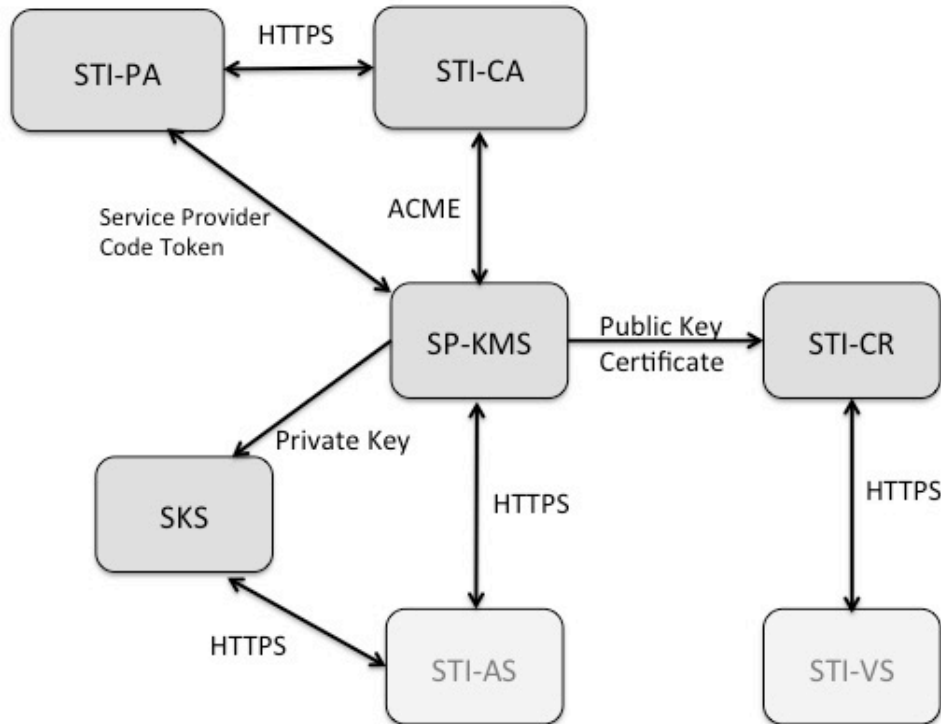 HTTPS
STI-PA
STI-CA
Service Provider
Code Token
ACME
SP-KMS
Public Key
Certificate
STI-CR
Private Key
SKS
HTTPS
HTTPS
HTTPS
STI-AS
STI-VS